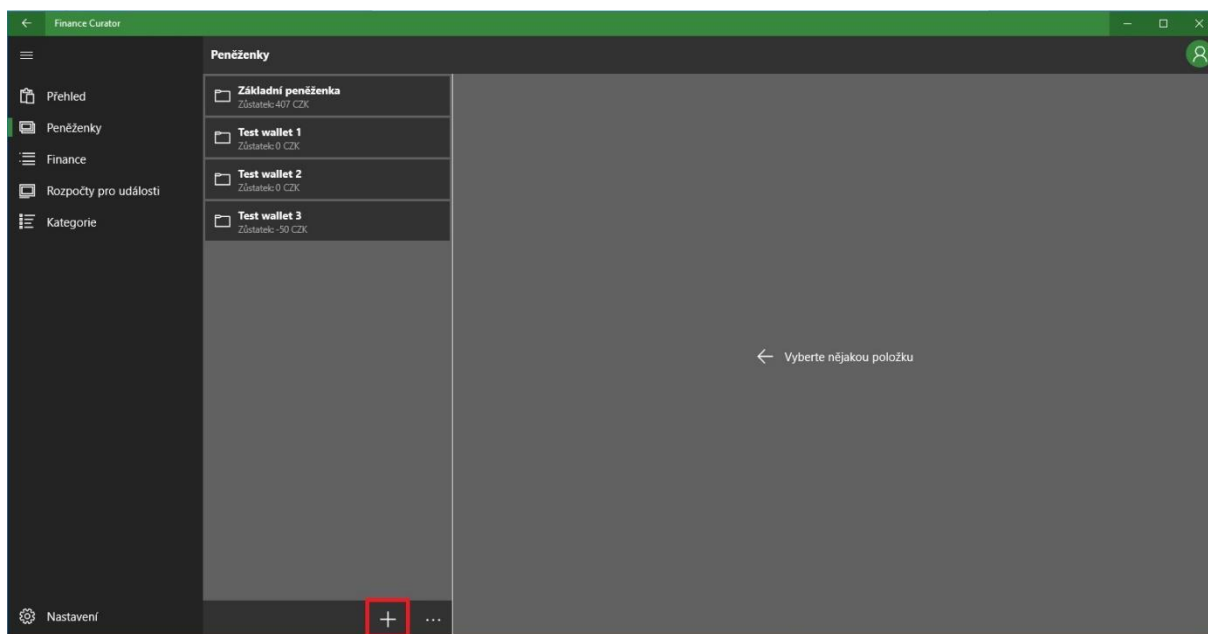 Finance Curator
Peněženky
Přehled
Peněženky
Finance
Rozpočty pro události
Kategorie
Nastavení
Základní peněženka
Zůstatek: 407 CZK
Test wallet 1
Zůstatek: 0 CZK
Test wallet 2
Zůstatek: 0 CZK
Test wallet 3
Zůstatek: -50 CZK
Vyberte nějakou položku